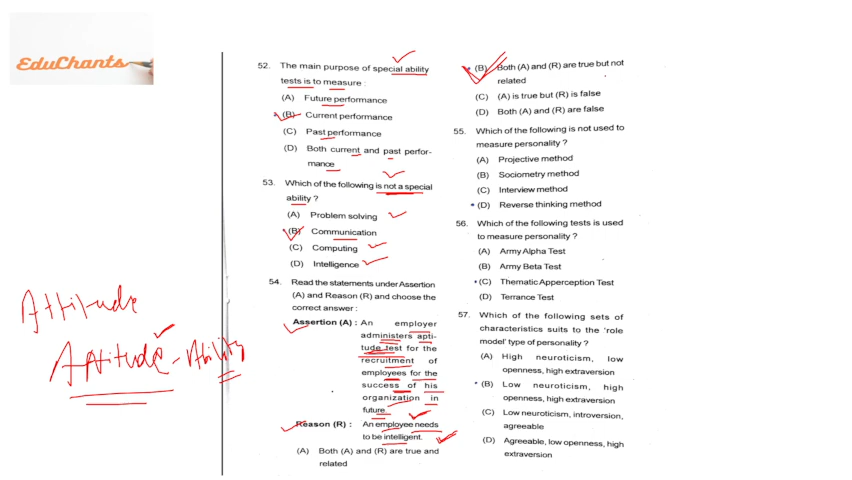 EduChants
52. The main purpose of special ability
tests is to measure :
(A) Future performance
(B) Current performance
(C) Past performance
(D) Both current and past perfor-
mance
53. Which of the following is not a special
ability ?
(A) Problem solving
(B) Communication
(C) Computing
(D) Intelligence
54. Read the statements under Assertion
(A) and Reason (R) and choose the
correct answer :
Assertion (A) : An employer
administers apti-
tude test for the
recruitment of
employees for the
success of his
organization in
future.
Reason (R) : An employee needs
to be intelligent.
(A) Both (A) and (R) are true and
related
(B) Both (A) and (R) are true but not
related
(C) (A) is true but (R) is false
(D) Both (A) and (R) are false
55. Which of the following is not used to
measure personality ?
(A) Projective method
(B) Sociometry method
(C) Interview method
(D) Reverse thinking method
56. Which of the following tests is used
to measure personality ?
(A) Army Alpha Test
(B) Army Beta Test
(C) Thematic Apperception Test
(D) Terrance Test
57. Which of the following sets of
characteristics suits to the 'role
model' type of personality ?
(A) High neuroticism, low
openness, high extraversion
(B) Low neuroticism, high
openness, high extraversion
(C) Low neuroticism, introversion,
agreeable
(D) Agreeable, low openness, high
extraversion
Attitude
- Ability